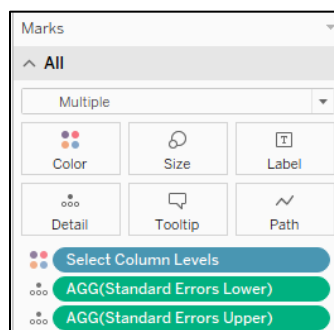 Marks
All
Multiple
Color Size Label
Detail Tooltip Path
Select Column Levels
AGG(Standard Errors Lower)
AGG(Standard Errors Upper)